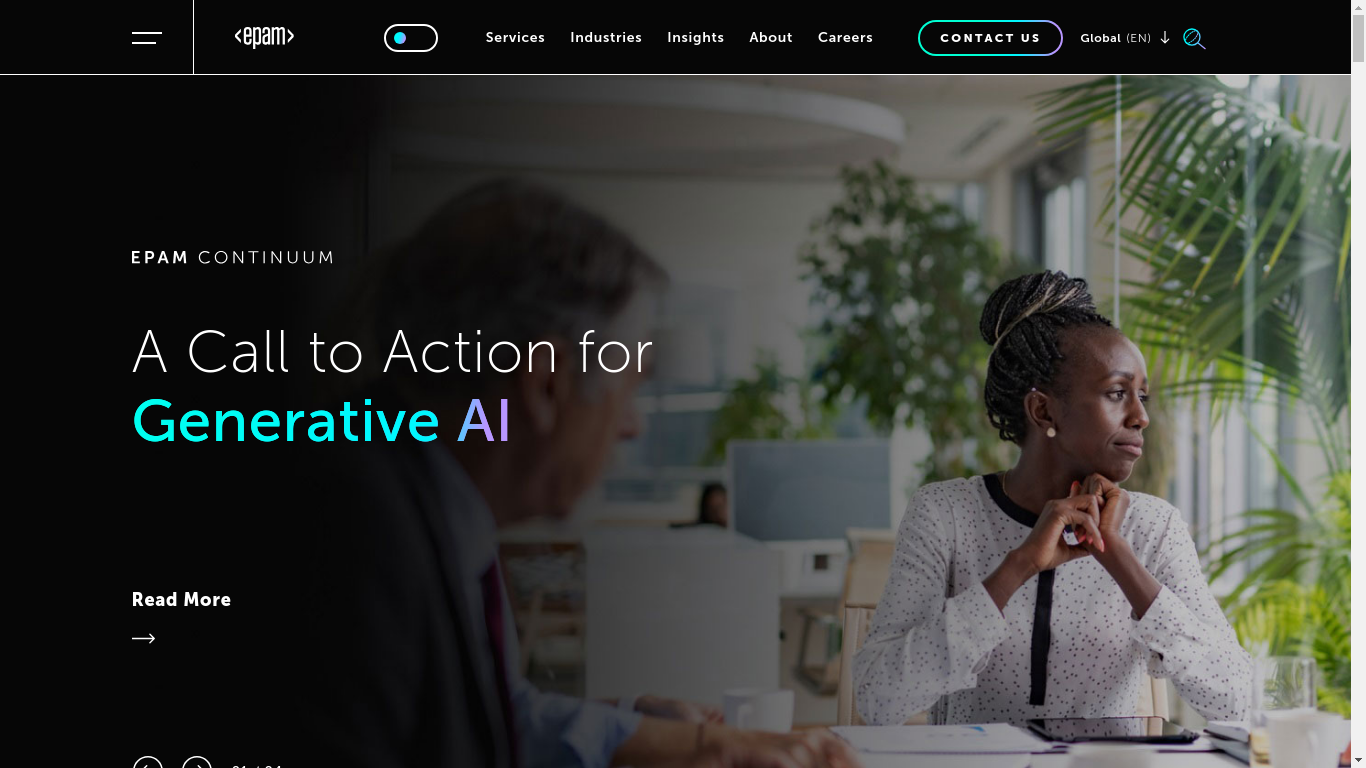 <epam>
Services
Industries
Insights
About
Careers
CONTACT US
Global (EN)
EPAM CONTINUUM
A Call to Action for
Generative AI
Read More